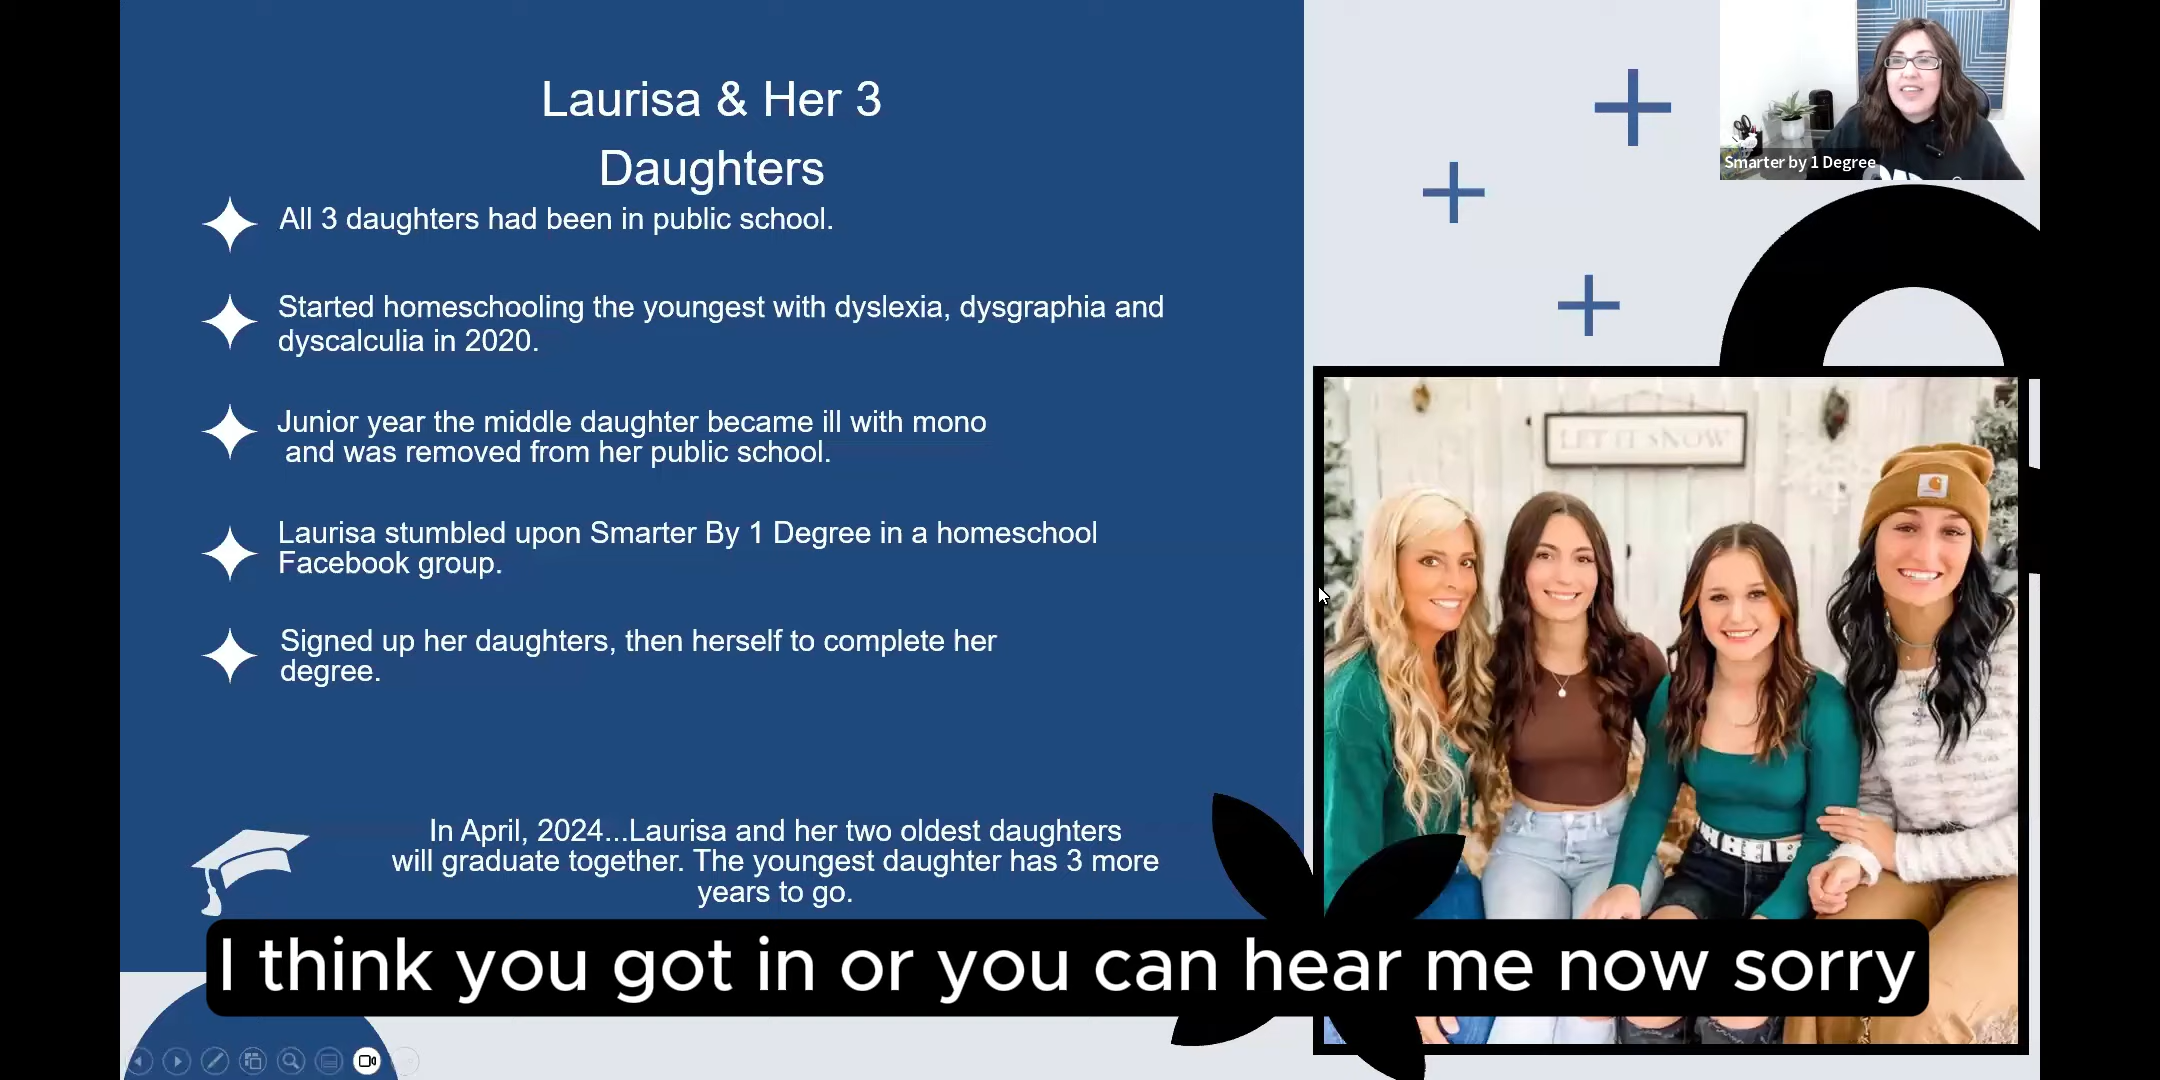 Laurisa & Her 3
Daughters
All 3 daughters had been in public school.
Started homeschooling the youngest with dyslexia, dysgraphia and
dyscalculia in 2020.
Junior year the middle daughter became ill with mono
and was removed from her public school.
Laurisa stumbled upon Smarter By 1 Degree in a homeschool
Facebook group.
Signed up her daughters, then herself to complete her
degree.
In April, 2024...Laurisa and her two oldest daughters
will graduate together. The youngest daughter has 3 more
years to go.
Smarter by 1 Degree
LET IT SNOW
I think you got in or you can hear me now sorry